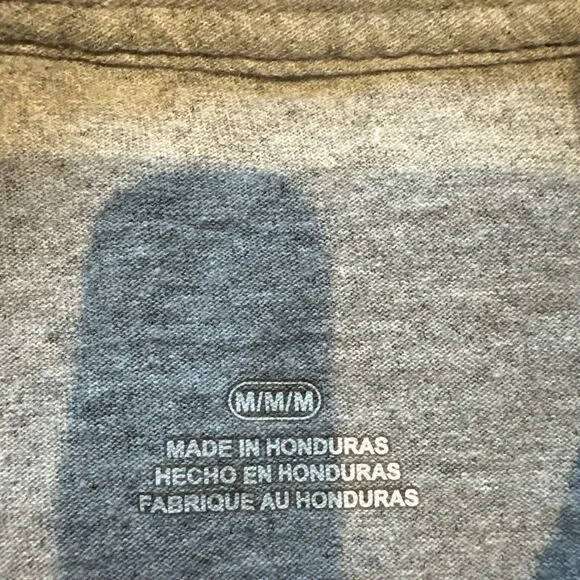 M/M/M
MADE IN HONDURAS
HECHO EN HONDURAS
FABRIQUE AU HONDURAS